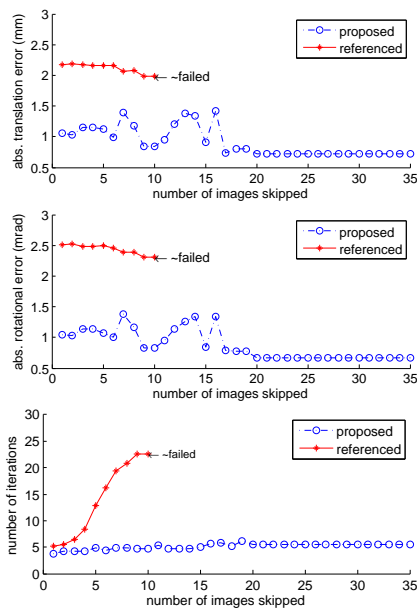 abs. translation error (mm)
3
2.5
2
1.5
1
0.5
0 5 10 15 20 25 30 35
number of images skipped
proposed
referenced
~failed
abs. rotational error (mrad)
3
2.5
2
1.5
1
0.5
0 5 10 15 20 25 30 35
number of images skipped
proposed
referenced
~failed
number of iterations
30
25
20
15
10
5
0
0 5 10 15 20 25 30 35
number of images skipped
proposed
referenced
~failed